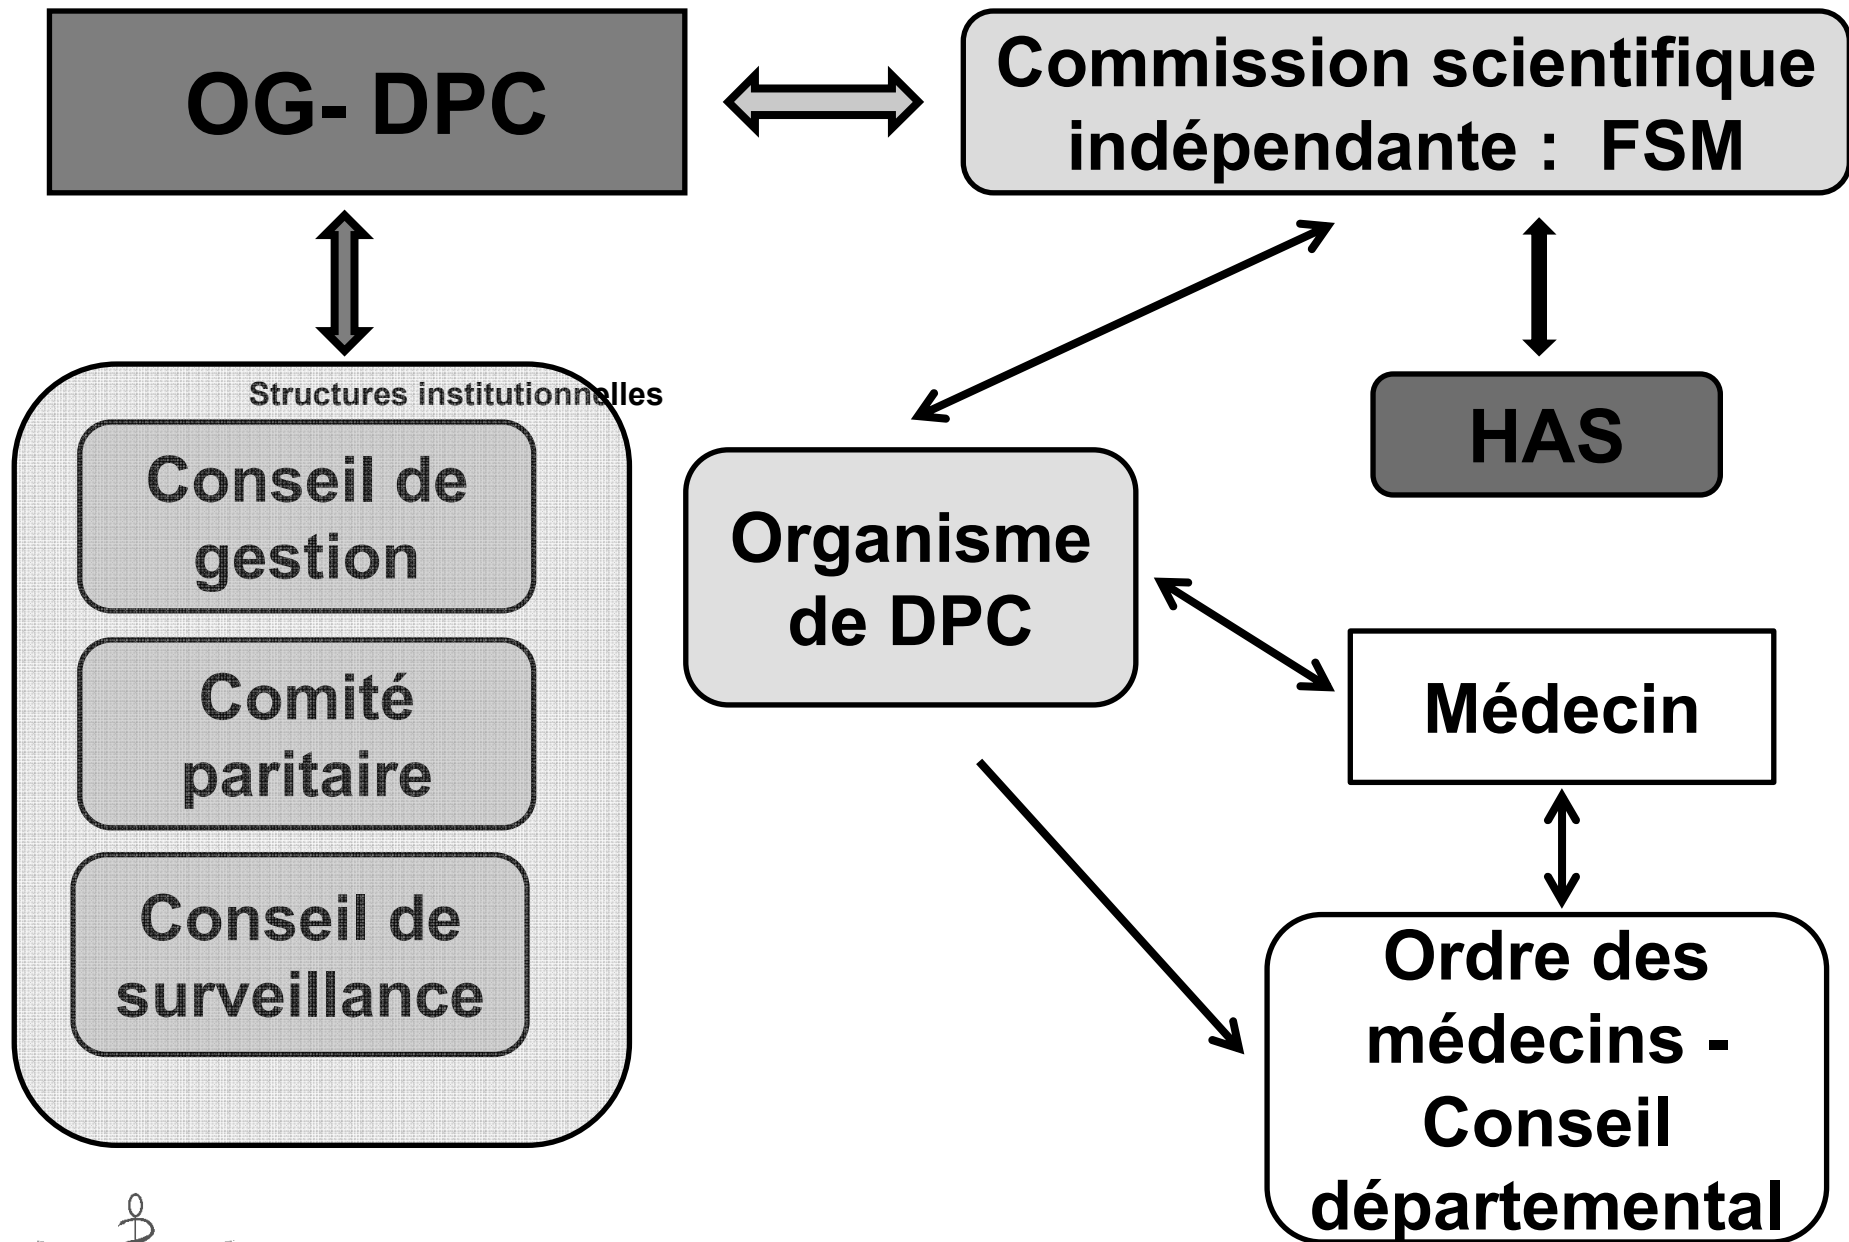 OG- DPC
Commission scientifique
indépendante : FSM
Structures institutionnelles
Conseil de
gestion
Comité
paritaire
Conseil de
surveillance
Organisme
de DPC
HAS
Médecin
Ordre des
médecins -
Conseil
départemental